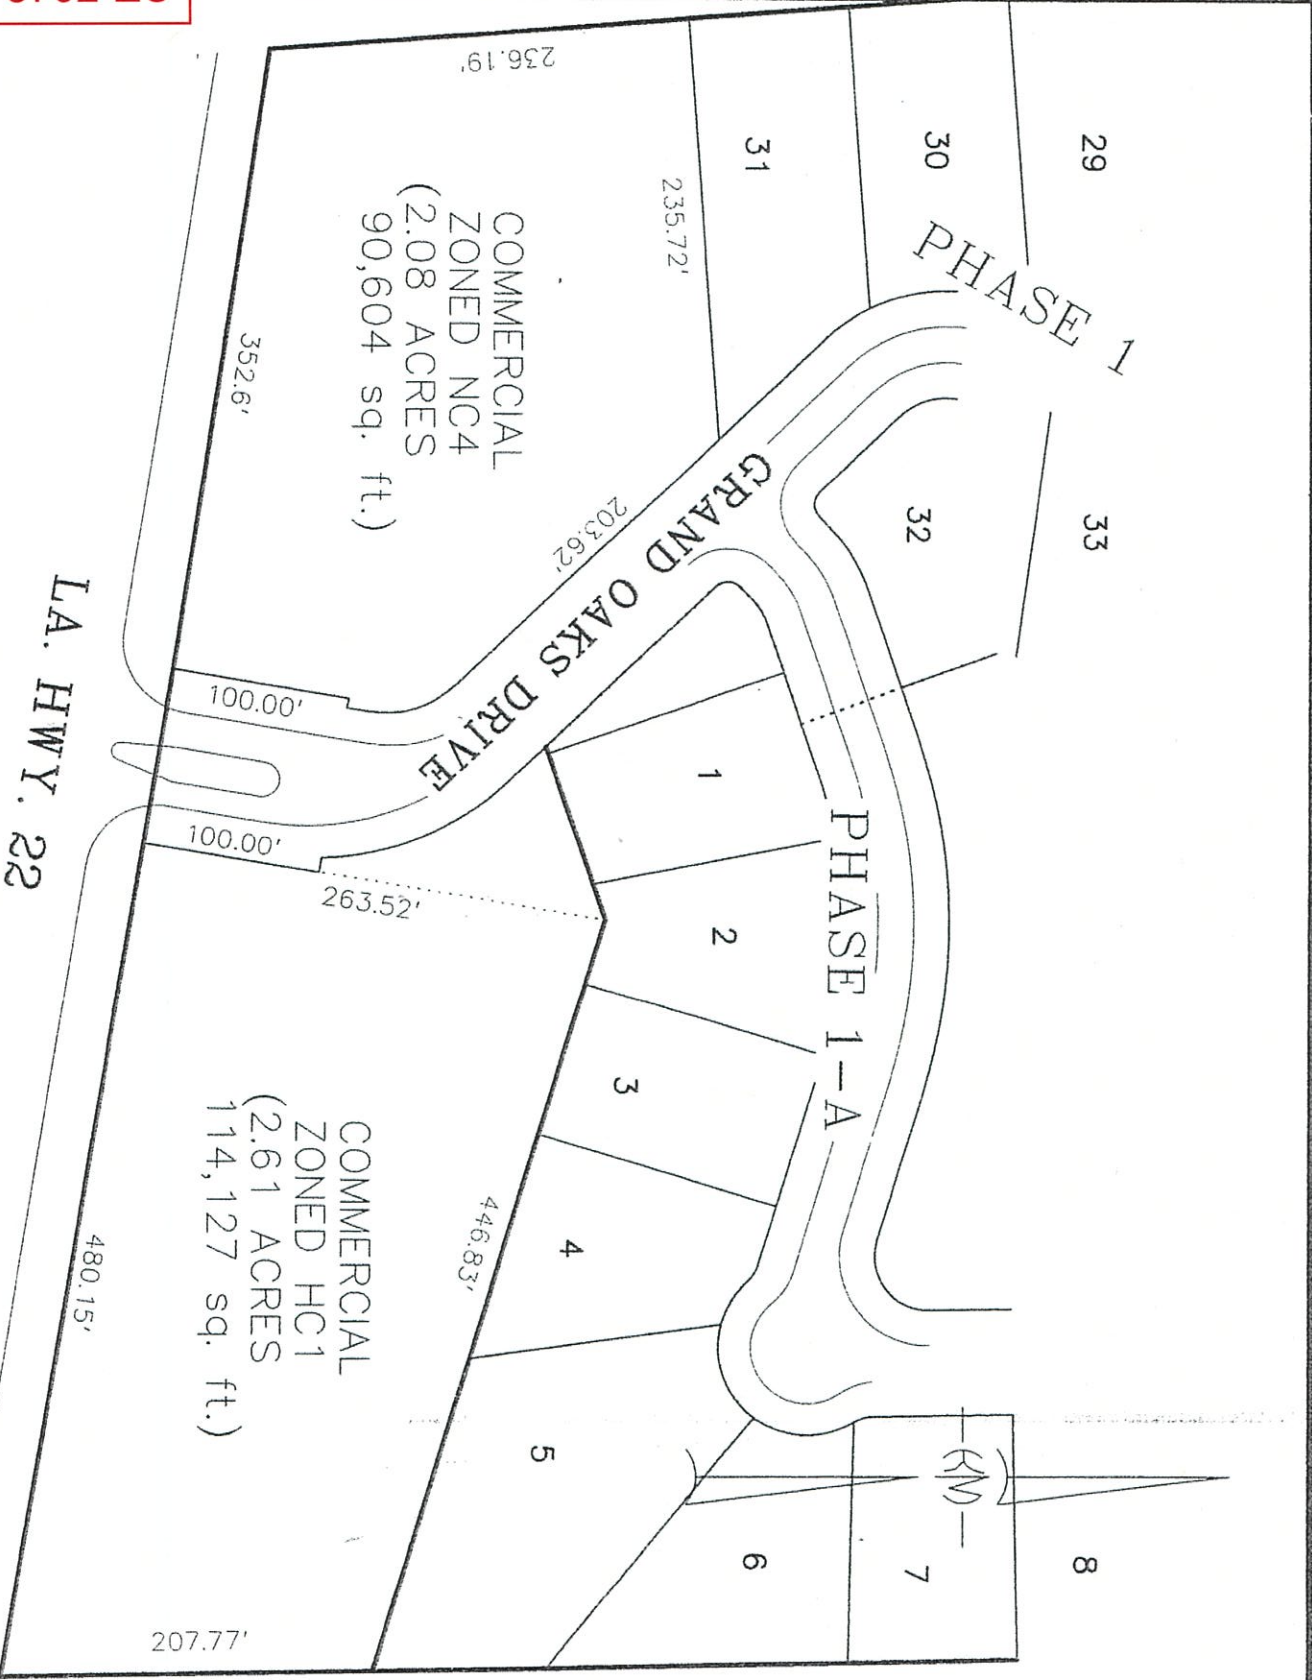 29
30
31
PHASE 1
33
32
236.19'
235.72'
COMMERCIAL
ZONED NC4
(2.08 ACRES
90,604 sq. ft.)
352.6'
203.62'
GRAND OAKS DRIVE
100.00'
100.00'
263.52'
LA. HWY. 22
1
2
3
4
5
6
7
8
PHASE 1-A
446.83'
COMMERCIAL
ZONED HC1
(2.61 ACRES
114,127 sq. ft.)
480.15'
207.77'
N